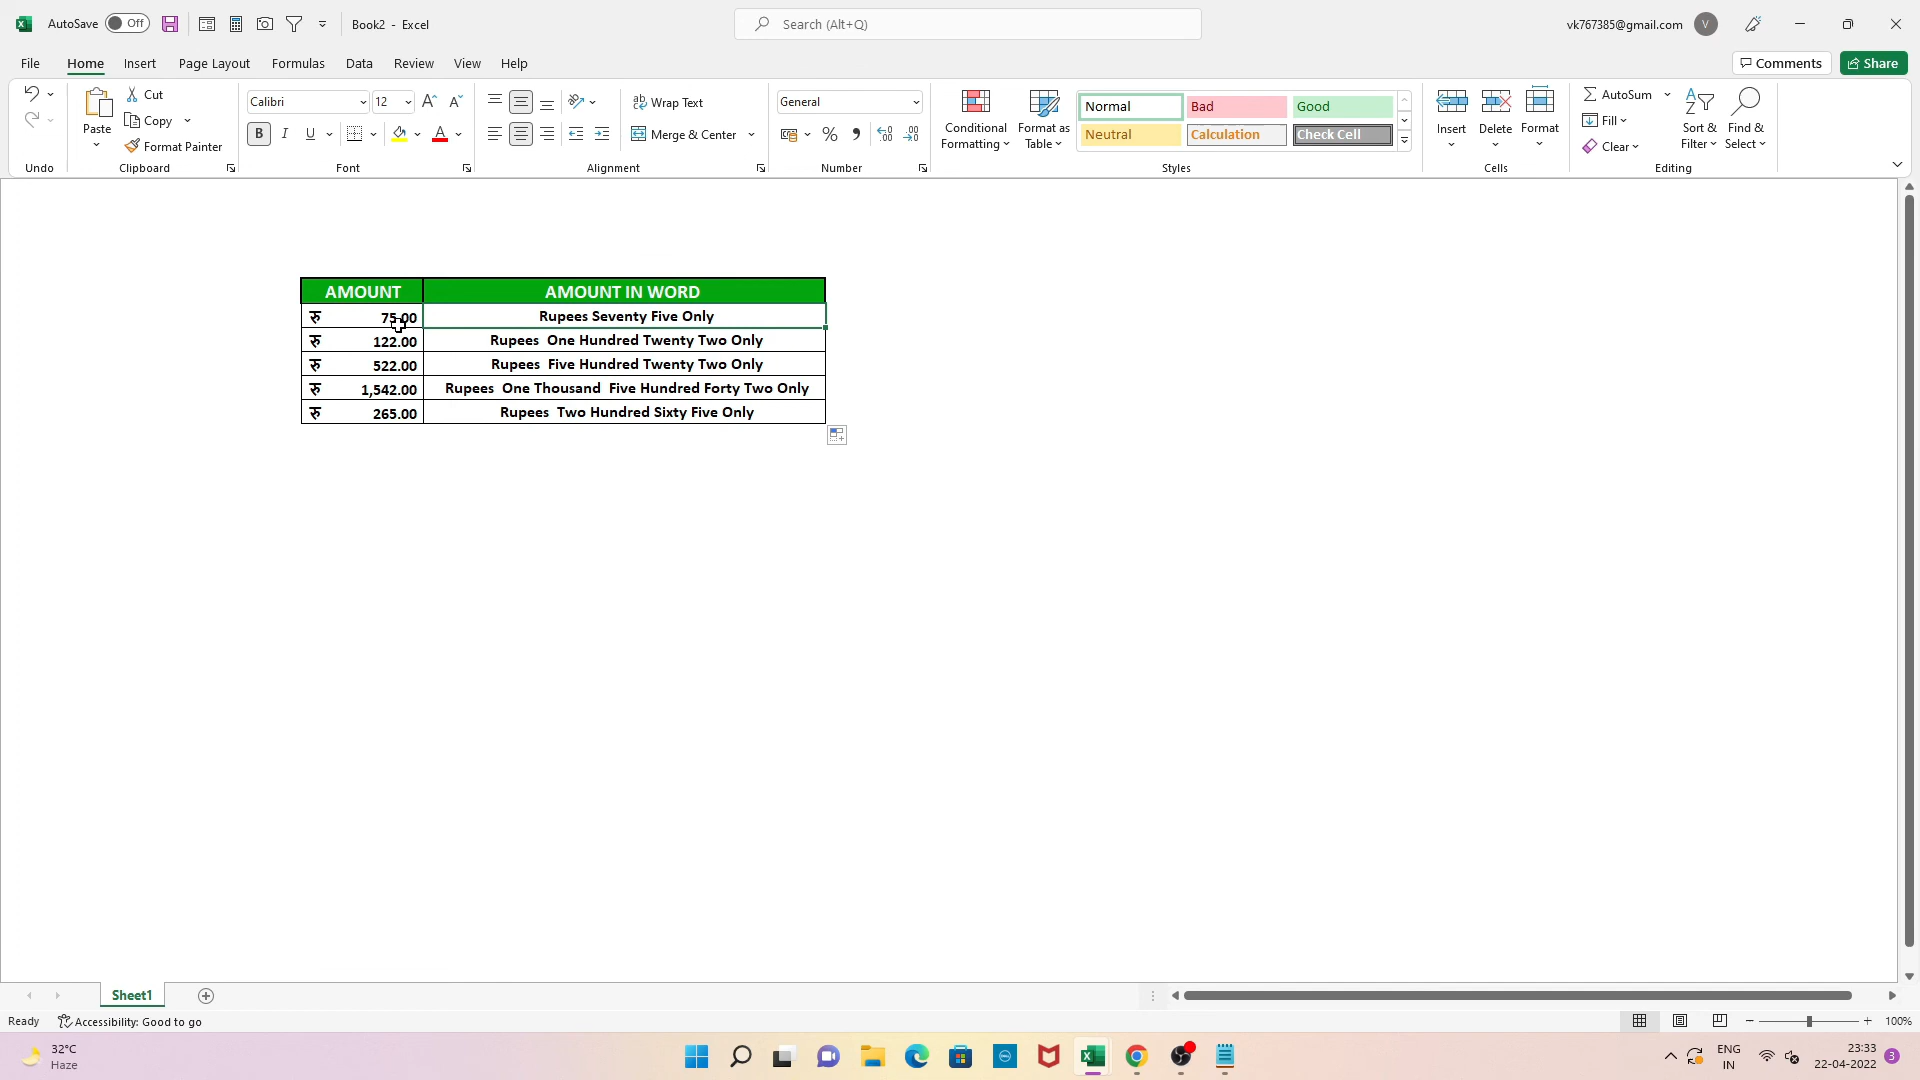 AutoSave Off Book2 - Excel Search (Alt+Q) vk767385@gmail.com V
File Home Insert Page Layout Formulas Data Review View Help Comments Share
Paste Cut Copy Format Painter
Calibri 12 B I U A
Wrap Text Merge & Center
General % ,
Conditional Formatting Format as Table
Normal Bad Good
Neutral Calculation Check Cell
Insert Delete Format
AutoSum Fill Clear Sort & Filter Find & Select
Undo Clipboard Font Alignment Number Styles Cells Editing
AMOUNT AMOUNT IN WORD
रु 75.00 Rupees Seventy Five Only
रु 122.00 Rupees One Hundred Twenty Two Only
रु 522.00 Rupees Five Hundred Twenty Two Only
रु 1,542.00 Rupees One Thousand Five Hundred Forty Two Only
रु 265.00 Rupees Two Hundred Sixty Five Only
Sheet1
Ready Accessibility: Good to go 100%
32°C ENG 23:33
Haze IN 22-04-2022 3